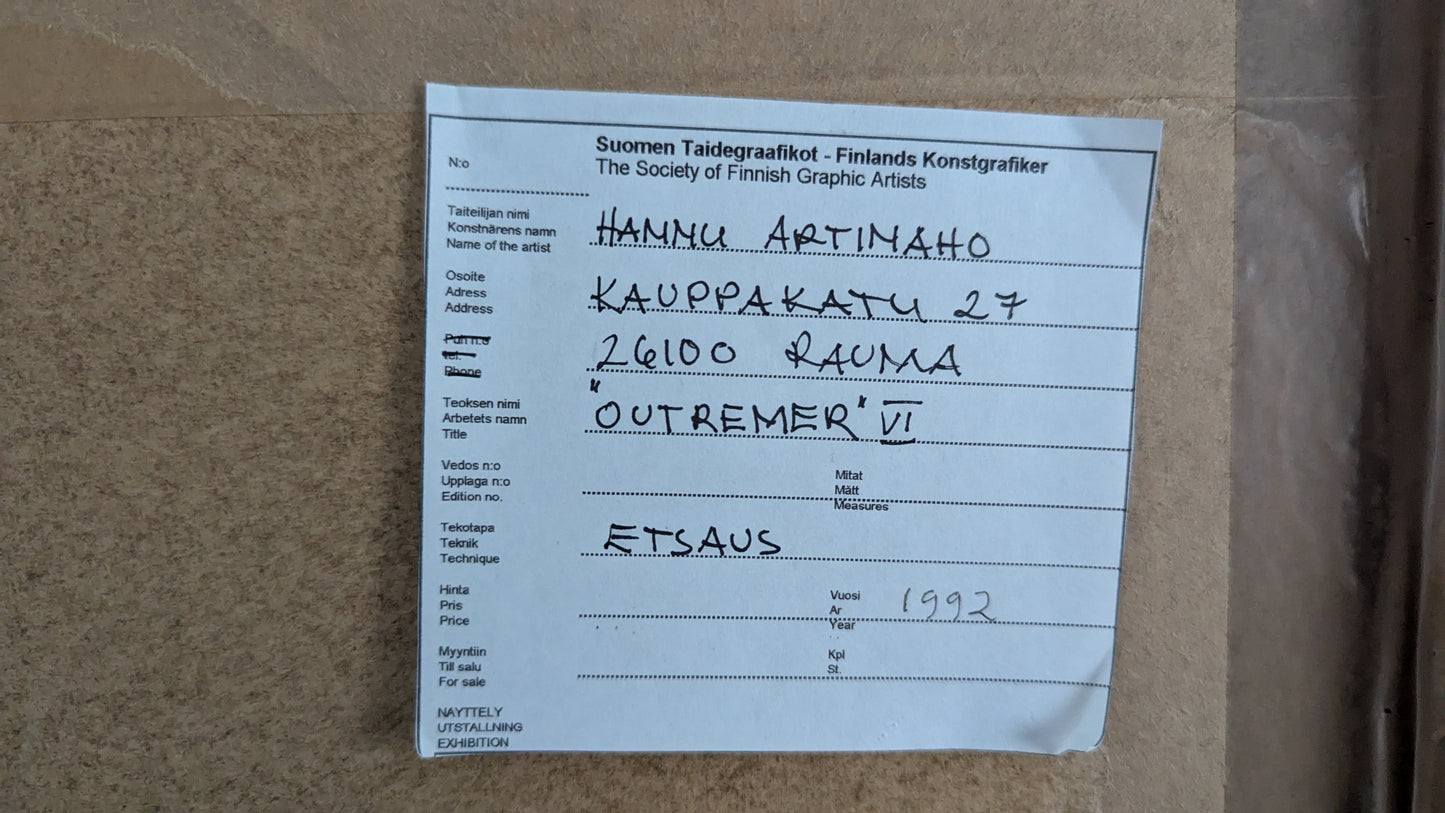 Suomen Taidegraafikot - Finlands Konstgrafiker
The Society of Finnish Graphic Artists
N:o
Taiteilijan nimi
Konstnärens namn
Name of the artist
HANNU ARTINAHO
Osoite
Adress
Address
KAUPPAKATU 27
Puh n:o
tel.
Phone
26100 RAUMA
Teoksen nimi
Arbetets namn
Title
"OUTREMER" VI
Vedos n:o
Upplaga n:o
Edition no.
Mitat
Mått
Measures
Tekotapa
Teknik
Technique
ETSAUS
Hinta
Pris
Price
Vuosi
Ar
Year
1992
Myyntiin
Till salu
For sale
Kpl
St.
NAYTTELY
UTSTALLNING
EXHIBITION